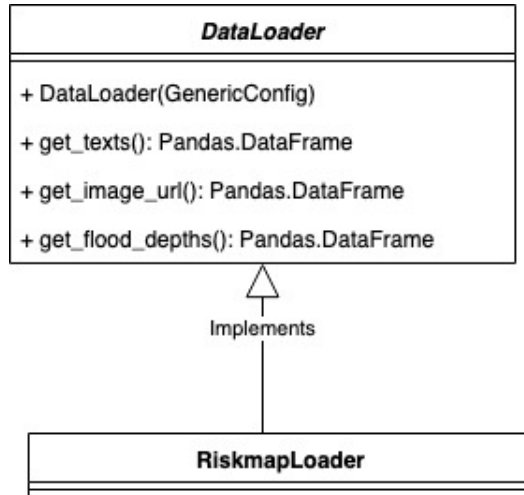 DataLoader
+ DataLoader(GenericConfig)
+ get_texts(): Pandas.DataFrame
+ get_image_url(): Pandas.DataFrame
+ get_flood_depths(): Pandas.DataFrame
Implements
RiskmapLoader